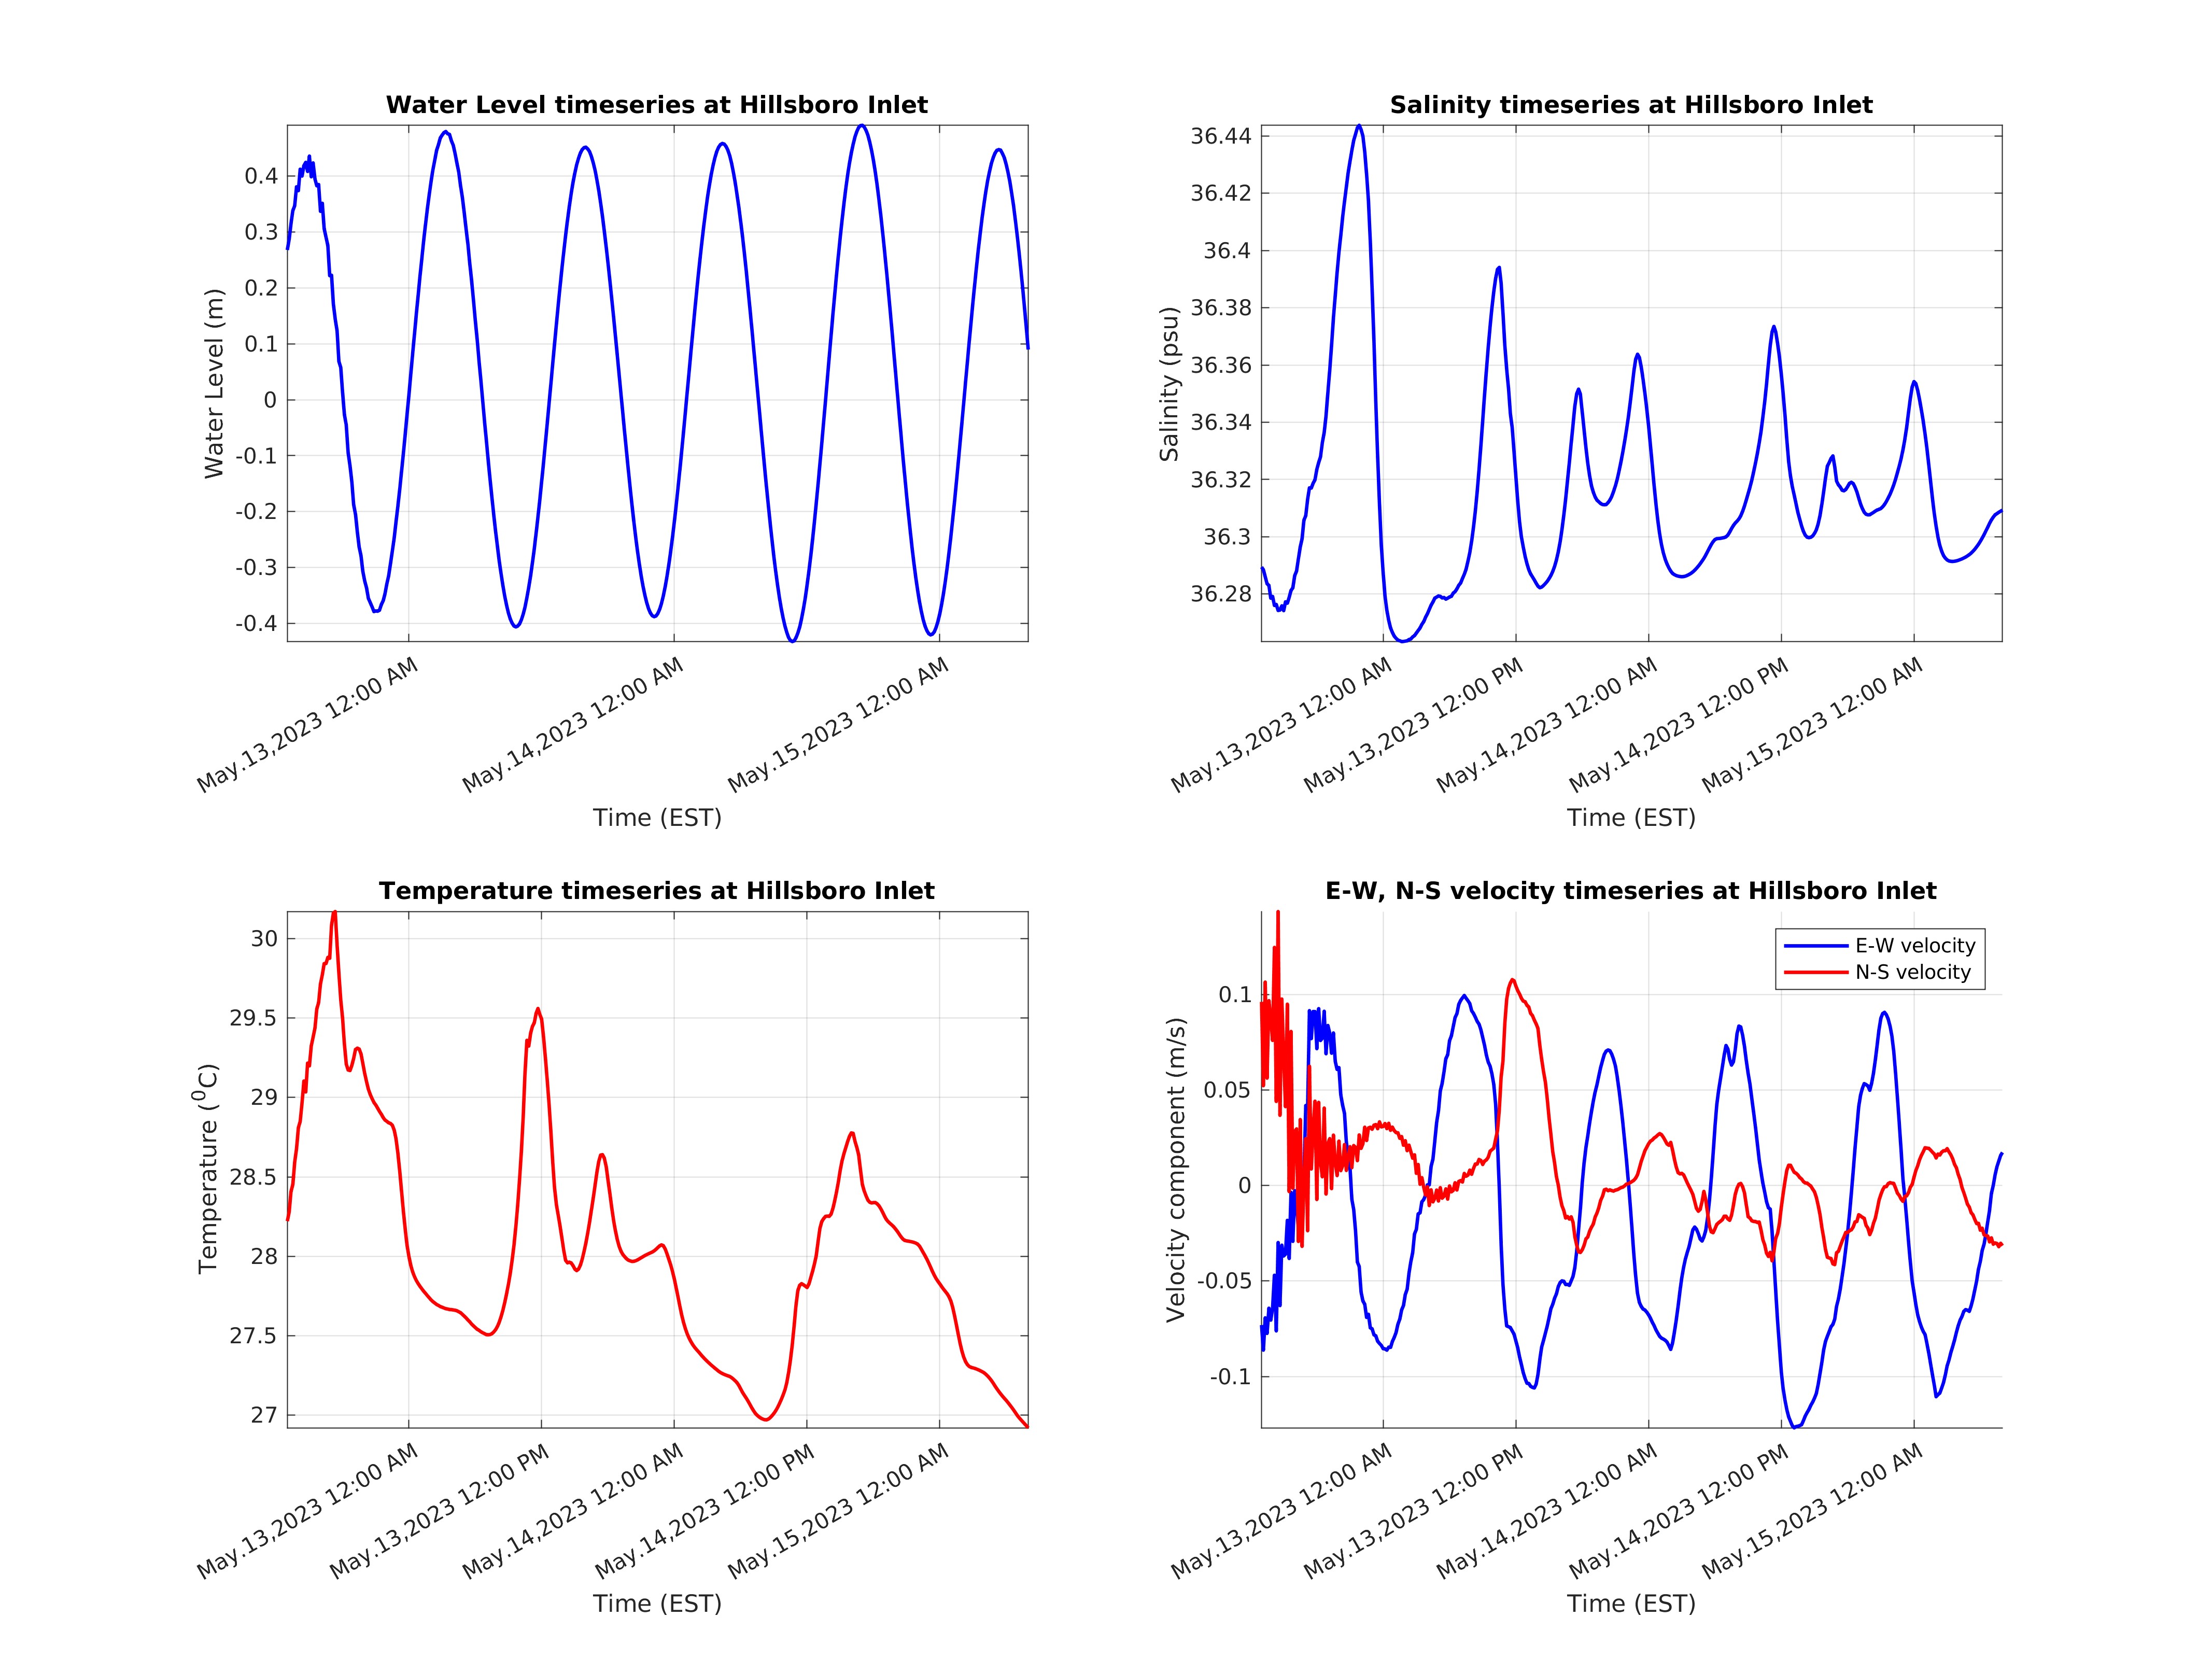 Water Level timeseries at Hillsboro Inlet
Water Level (m)
0.4
0.3
0.2
0.1
0
-0.1
-0.2
-0.3
-0.4
May.13,2023 12:00 AM
May.14,2023 12:00 AM
May.15,2023 12:00 AM
Time (EST)
Salinity timeseries at Hillsboro Inlet
Salinity (psu)
36.44
36.42
36.4
36.38
36.36
36.34
36.32
36.3
36.28
May.13,2023 12:00 AM
May.13,2023 12:00 PM
May.14,2023 12:00 AM
May.14,2023 12:00 PM
May.15,2023 12:00 AM
Time (EST)
Temperature timeseries at Hillsboro Inlet
Temperature (⁰C)
30
29.5
29
28.5
28
27.5
27
May.13,2023 12:00 AM
May.13,2023 12:00 PM
May.14,2023 12:00 AM
May.14,2023 12:00 PM
May.15,2023 12:00 AM
Time (EST)
E-W, N-S velocity timeseries at Hillsboro Inlet
E-W velocity
N-S velocity
Velocity component (m/s)
0.1
0.05
0
-0.05
-0.1
May.13,2023 12:00 AM
May.13,2023 12:00 PM
May.14,2023 12:00 AM
May.14,2023 12:00 PM
May.15,2023 12:00 AM
Time (EST)